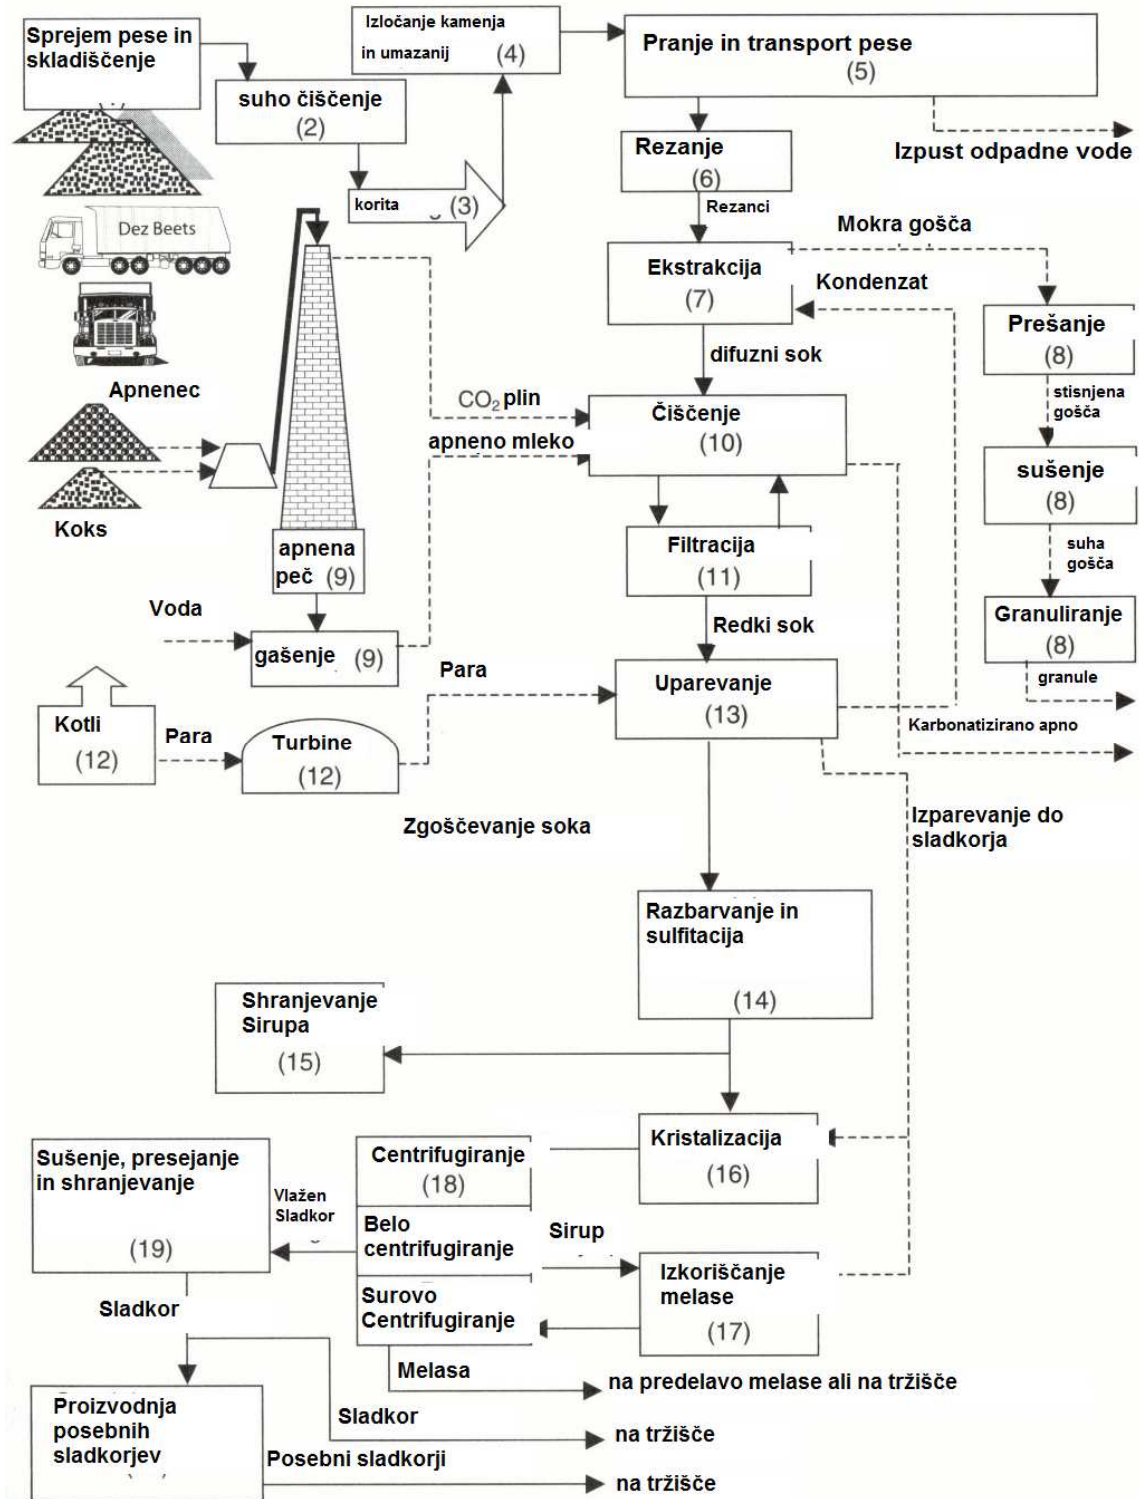 Sprejem pese in
skladiščenje
suho čiščenje
(2)
korita
(3)
Izločanje kamenja
in umazanij (4)
Pranje in transport pese
(5)
Izpust odpadne vode
Rezanje
(6)
Rezanci
Mokra gošča
Ekstrakcija
(7)
Kondenzat
Prešanje
(8)
difuzni sok
stisnjena
gošča
Dez Beets
Apnenec
Koks
CO₂ plin
apneno mleko
Čiščenje
(10)
sušenje
(8)
suha
gošča
apnena
peč (9)
Filtracija
(11)
Granuliranje
(8)
granule
Voda
gašenje (9)
Redki sok
Kotli
(12)
Para
Turbine
(12)
Para
Uparevanje
(13)
Karbonatizirano apno
Zgoščevanje soka
Izparevanje do
sladkorja
Razbarvanje in
sulfitacija
(14)
Shranjevanje
Sirupa
(15)
Kristalizacija
(16)
Centrifugiranje
(18)
Belo
centrifugiranje
Surovo
Centrifugiranje
Sirup
Izkoriščanje
melase
(17)
Vlažen
Sladkor
Sušenje, presejanje
in shranjevanje
(19)
Sladkor
Melasa
na predelavo melase ali na tržišče
Proizvodnja
posebnih
sladkorjev
Sladkor
na tržišče
Posebni sladkorji
na tržišče